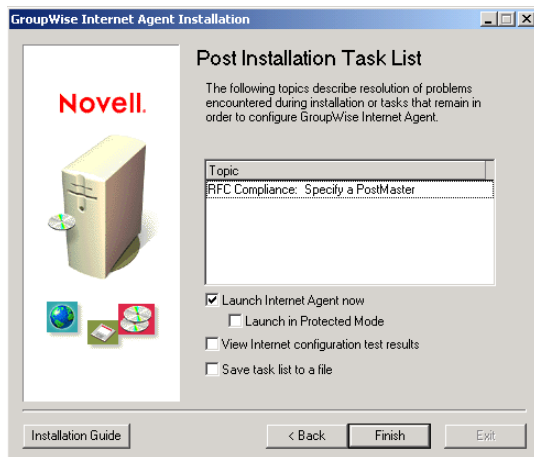 GroupWise Internet Agent Installation
Novell.
Post Installation Task List
The following topics describe resolution of problems
encountered during installation or tasks that remain in
order to configure GroupWise Internet Agent.
Topic
RFC Compliance: Specify a PostMaster
Launch Internet Agent now
Launch in Protected Mode
View Internet configuration test results
Save task list to a file
Installation Guide
< Back
Finish
Exit